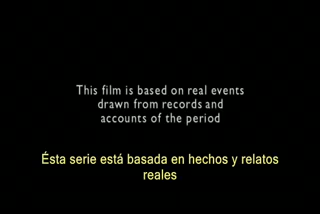 This film is based on real events
drawn from records and
accounts of the period
Ésta serie está basada en hechos y relatos
reales